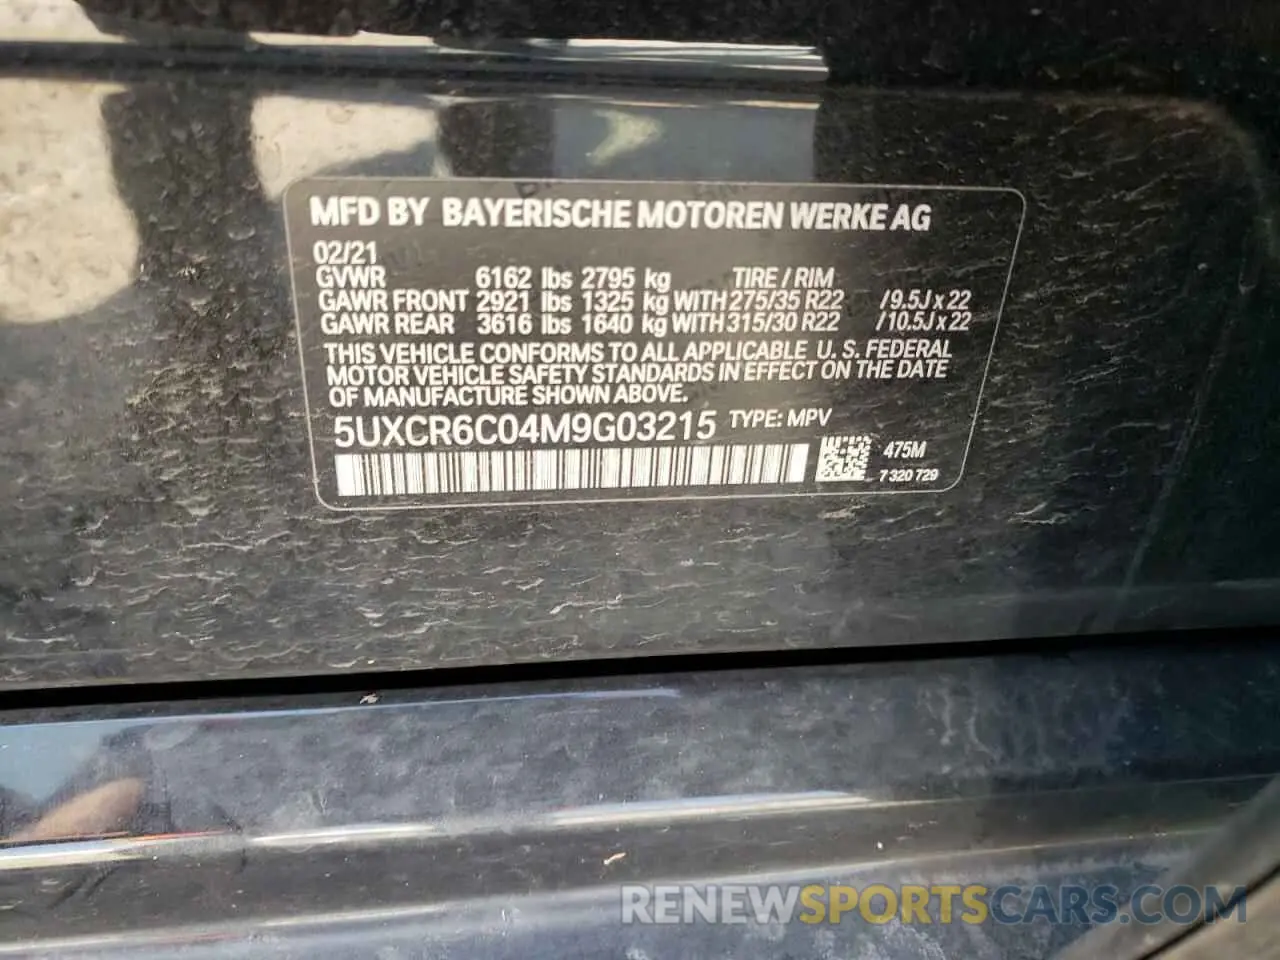 MFD BY BAYERISCHE MOTOREN WERKE AG
02/21
GVWR 6162 lbs 2795 kg TIRE / RIM
GAWR FRONT 2921 lbs 1325 kg WITH 275/35 R22 / 9.5J x 22
GAWR REAR 3616 lbs 1640 kg WITH 315/30 R22 / 10.5J x 22
THIS VEHICLE CONFORMS TO ALL APPLICABLE U. S. FEDERAL
MOTOR VEHICLE SAFETY STANDARDS IN EFFECT ON THE DATE
OF MANUFACTURE SHOWN ABOVE.
5UXCR6C04M9G03215 TYPE: MPV
475M
7 320 729
RENEWSPORTSCARS.COM